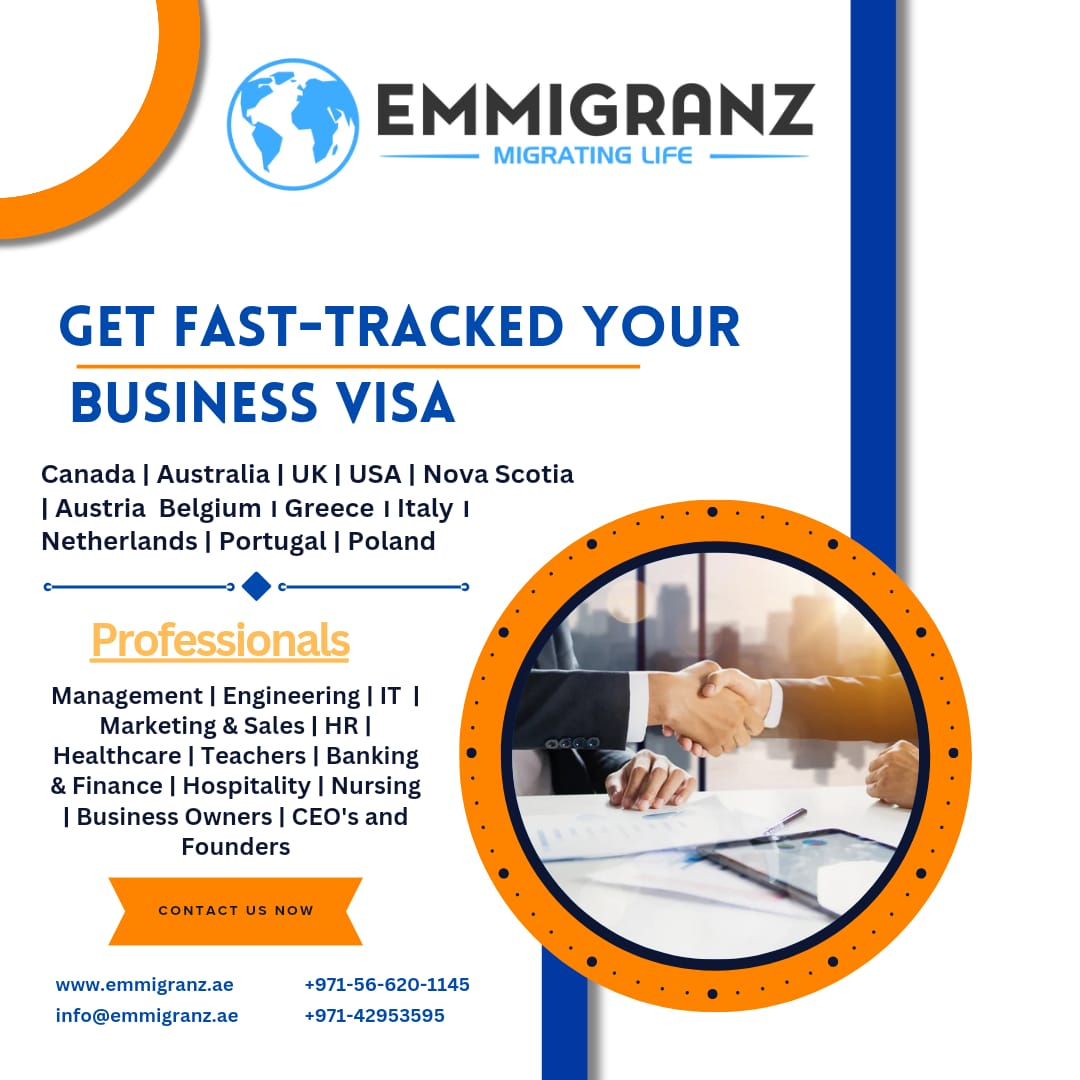 EMMIGRANZ
MIGRATING LIFE
GET FAST-TRACKED YOUR
BUSINESS VISA
Canada | Australia | UK | USA | Nova Scotia
| Austria  Belgium I Greece I Italy I
Netherlands | Portugal | Poland
Professionals
Management | Engineering | IT |
Marketing & Sales | HR |
Healthcare | Teachers | Banking
& Finance | Hospitality | Nursing
| Business Owners | CEO's and
Founders
CONTACT US NOW
www.emmigranz.ae +971-56-620-1145
info@emmigranz.ae +971-42953595